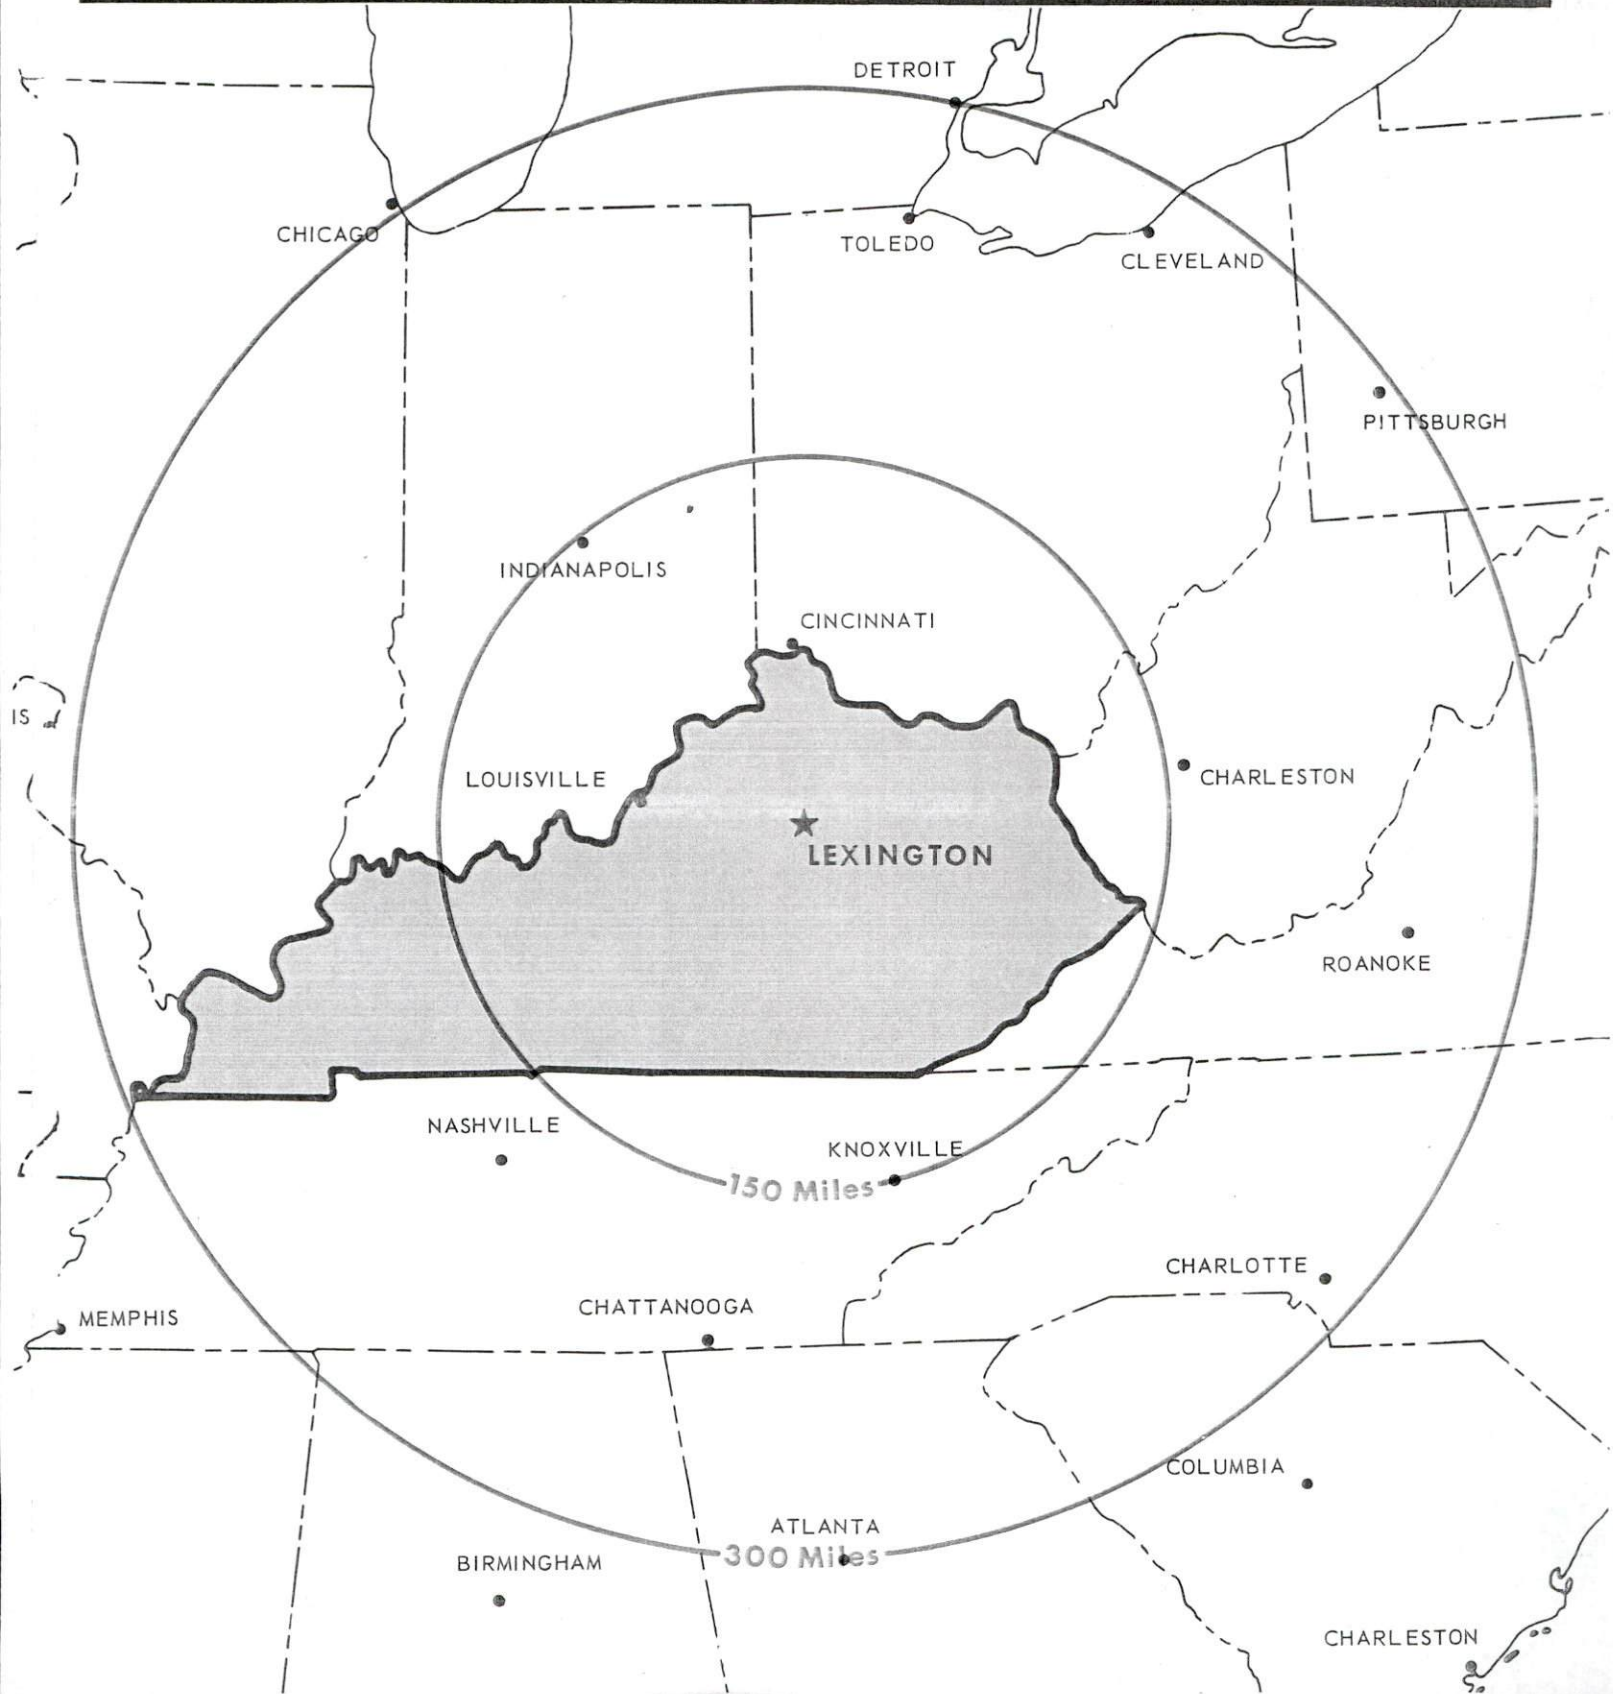 DETROIT
CHICAGO
TOLEDO
CLEVELAND
PITTSBURGH
INDIANAPOLIS
CINCINNATI
IS
LOUISVILLE
CHARLESTON
LEXINGTON
ROANOKE
NASHVILLE
KNOXVILLE
150 Miles
CHARLOTTE
CHATTANOOGA
MEMPHIS
COLUMBIA
ATLANTA
300 Miles
BIRMINGHAM
CHARLESTON